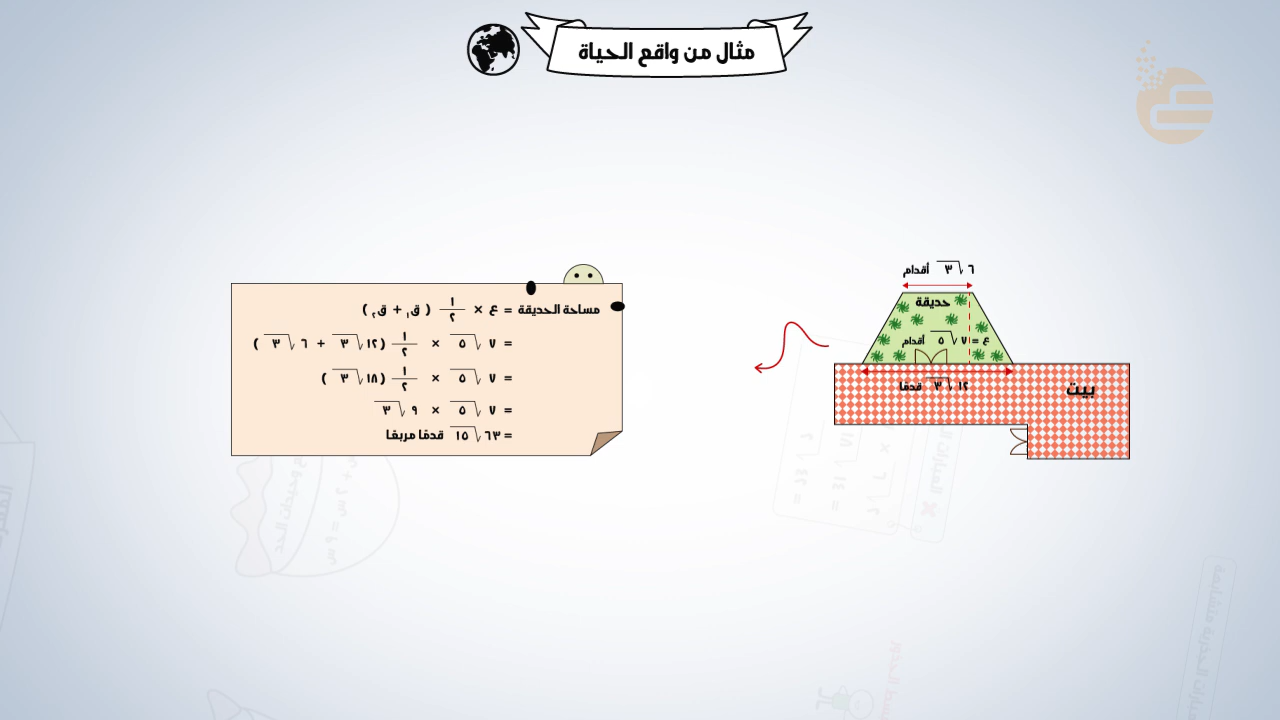 مثال من واقع الحياة
٦√٣ أقدام
حديقة
ع = ٧√٥ أقدام
١٢√٣ قدمًا
بيت
مساحة الحديقة = ع × ١/٢ ( ق١ + ق٢ )
= ٧√٥ × ١/٢ (١٢√٣ + ٦√٣ )
= ٧√٥ × ١/٢ (١٨√٣ )
= ٧√٥ × ٩√٣
= ٦٣√١٥ قدمًا مربعًا